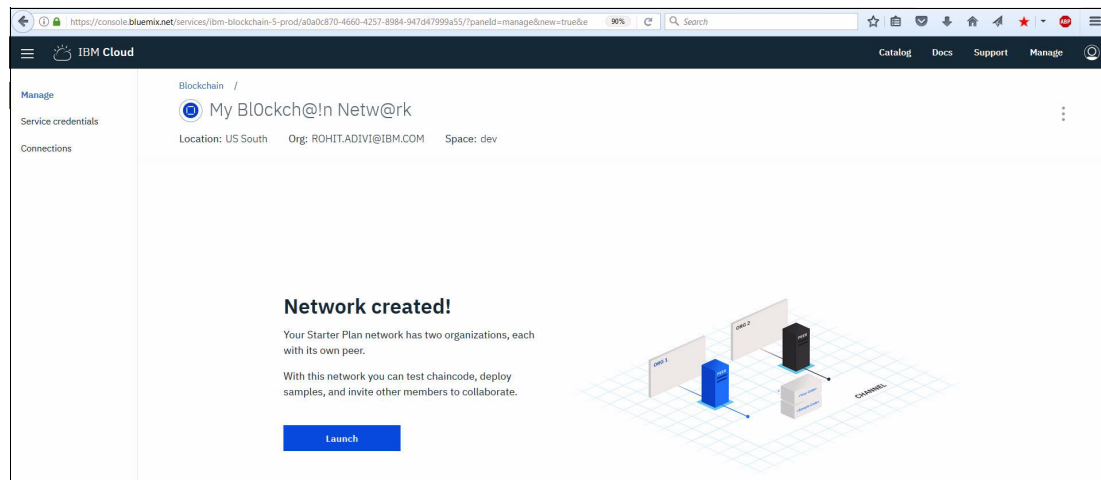 https://console.bluemix.net/services/ibm-blockchain-5-prod/a0a0c870-4660-4257-8984-947d47999a55/?paneId=manage&new=true&e
90%
Search
ABP
IBM Cloud
Catalog Docs Support Manage
Manage
Service credentials
Connections
Blockchain /
My Bl0ckch@!n Netw@rk
Location: US South Org: ROHIT.ADIVI@IBM.COM Space: dev
Network created!
Your Starter Plan network has two organizations, each
with its own peer.
With this network you can test chaincode, deploy
samples, and invite other members to collaborate.
Launch
ORG 2
PEER
ORG 1
PEER
CHANNEL